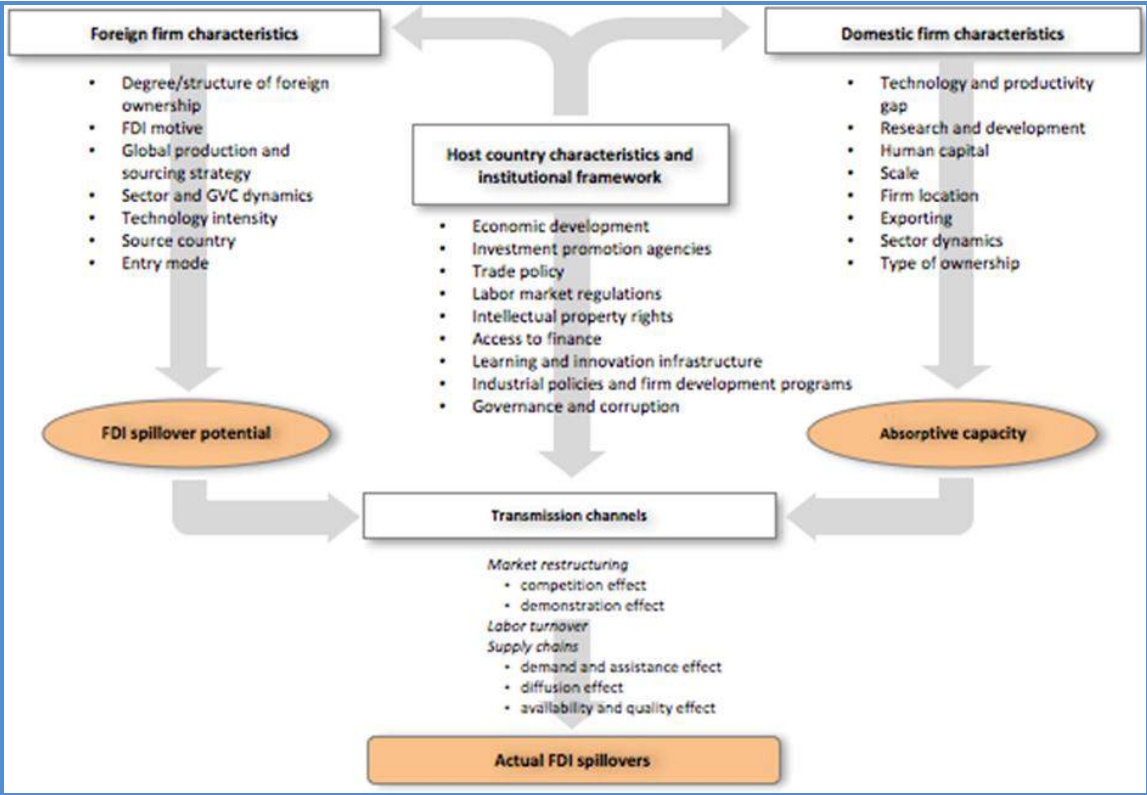 Foreign firm characteristics
• Degree/structure of foreign
ownership
• FDI motive
• Global production and
sourcing strategy
• Sector and GVC dynamics
• Technology intensity
• Source country
• Entry mode
FDI spillover potential
Host country characteristics and
institutional framework
• Economic development
• Investment promotion agencies
• Trade policy
• Labor market regulations
• Intellectual property rights
• Access to finance
• Learning and innovation infrastructure
• Industrial policies and firm development programs
• Governance and corruption
Domestic firm characteristics
• Technology and productivity
gap
• Research and development
• Human capital
• Scale
• Firm location
• Exporting
• Sector dynamics
• Type of ownership
Absorptive capacity
Transmission channels
Market restructuring
• competition effect
• demonstration effect
Labor turnover
Supply chains
• demand and assistance effect
• diffusion effect
• availability and quality effect
Actual FDI spillovers